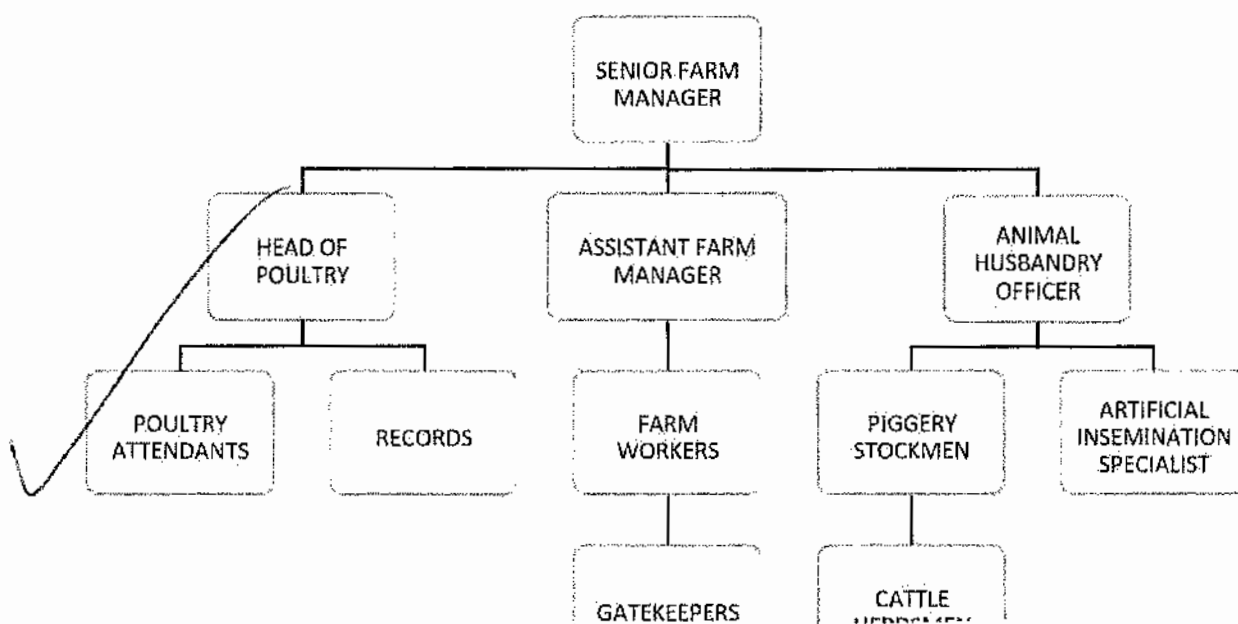 SENIOR FARM
MANAGER
HEAD OF
POULTRY
ASSISTANT FARM
MANAGER
ANIMAL
HUSBANDRY
OFFICER
POULTRY
ATTENDANTS
RECORDS
FARM
WORKERS
PIGGERY
STOCKMEN
ARTIFICIAL
INSEMINATION
SPECIALIST
GATEKEEPERS
CATTLE